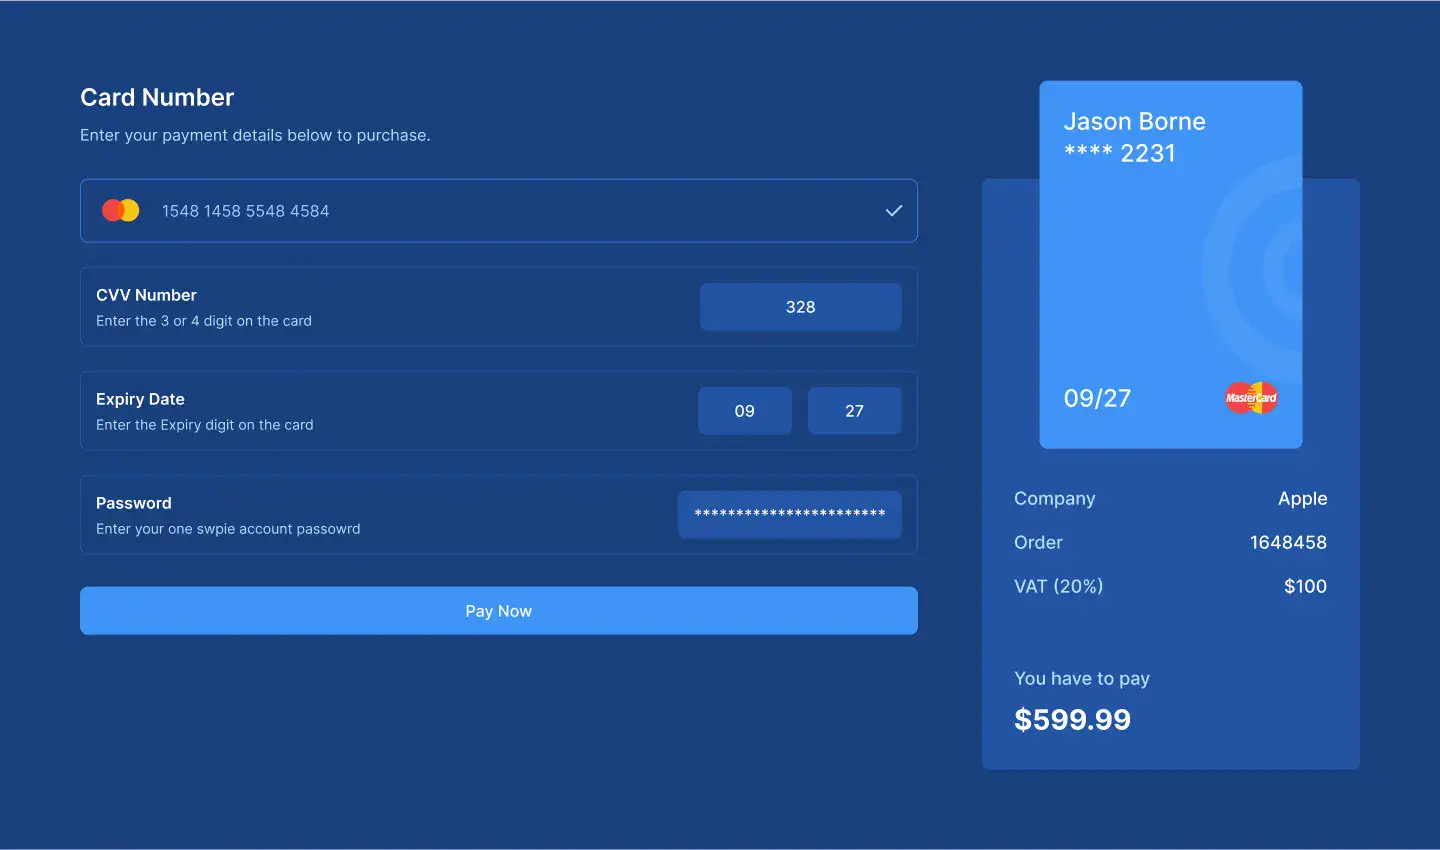 Card Number
Enter your payment details below to purchase.
1548 1458 5548 4584
CVV Number
Enter the 3 or 4 digit on the card
328
Expiry Date
Enter the Expiry digit on the card
09
27
Password
Enter your one swpie account passowrd
***********************
Pay Now
Jason Borne
**** 2231
09/27
MasterCard
Company
Apple
Order
1648458
VAT (20%)
$100
You have to pay
$599.99